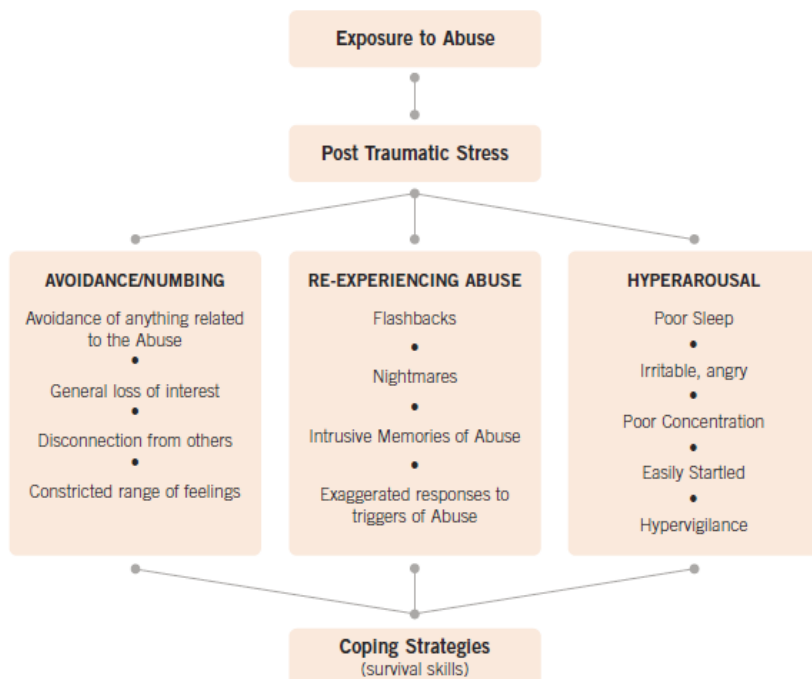 Exposure to Abuse
Post Traumatic Stress
AVOIDANCE/NUMBING
Avoidance of anything related
to the Abuse
•
General loss of interest
•
Disconnection from others
•
Constricted range of feelings
RE-EXPERIENCING ABUSE
Flashbacks
•
Nightmares
•
Intrusive Memories of Abuse
•
Exaggerated responses to
triggers of Abuse
HYPERAROUSAL
Poor Sleep
•
Irritable, angry
•
Poor Concentration
•
Easily Startled
•
Hypervigilance
Coping Strategies
(survival skills)